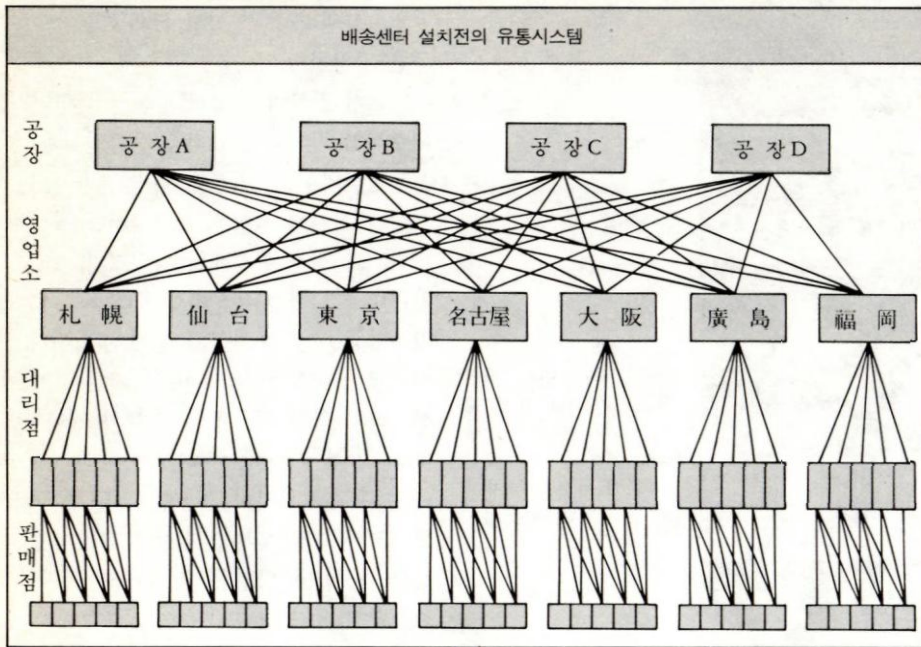 배송센터 설치전의 유통시스템
공장
공 장 A 공 장 B 공 장 C 공 장 D
영업소
札 幌 仙 台 東 京 名古屋 大 阪 廣 島 福 岡
대리점
판매점